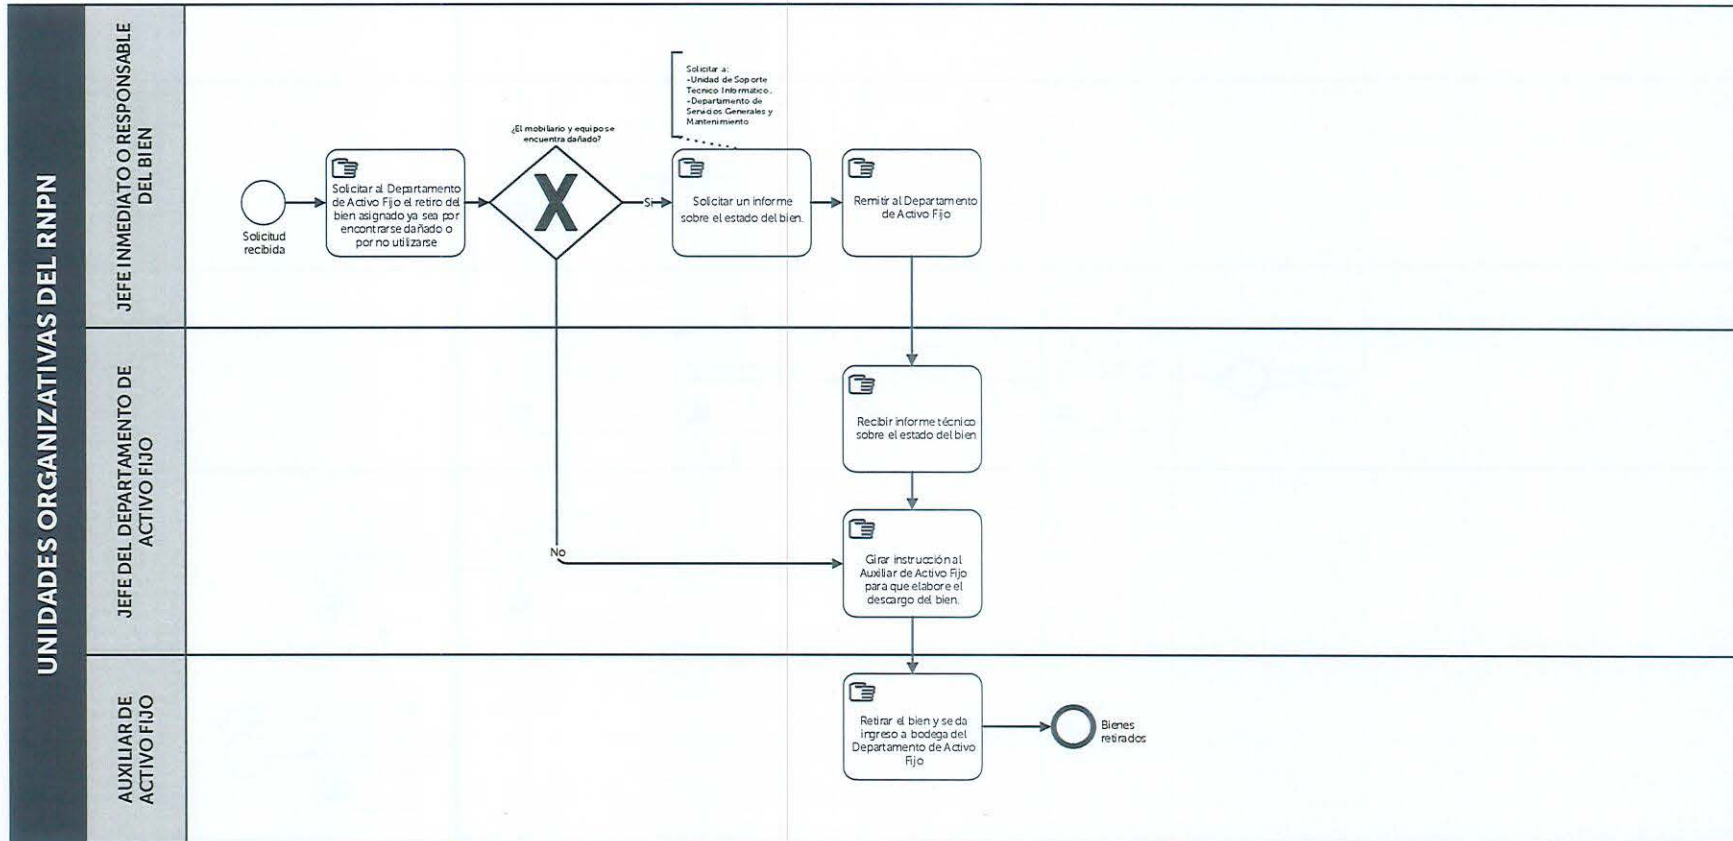 UNIDADES ORGANIZATIVAS DEL RNPN
JEFE INMEDIATO O RESPONSABLE
DEL BIEN
Solicitud
recibida
Solicitar al Departamento
de Activo Fijo el retiro del
bien asignado ya sea por
encontrarse dañado o
por no utilizarse
¿El mobiliario y equipo se
encuentra dañado?
X
Si
Solicitar a:
-Unidad de Soporte
Tecnico Informatico.
-Departamento de
Servicios Generales y
Mantenimiento
Solicitar un informe
sobre el estado del bien.
Remitir al Departamento
de Activo Fijo
JEFE DEL DEPARTAMENTO DE
ACTIVO FIJO
Recibir informe técnico
sobre el estado del bien
No
Girar instrucción al
Auxiliar de Activo Fijo
para que elabore el
descargo del bien.
AUXILIAR DE
ACTIVO FIJO
Retirar el bien y se da
ingreso a bodega del
Departamento de Activo
Fijo
Bienes
retirados